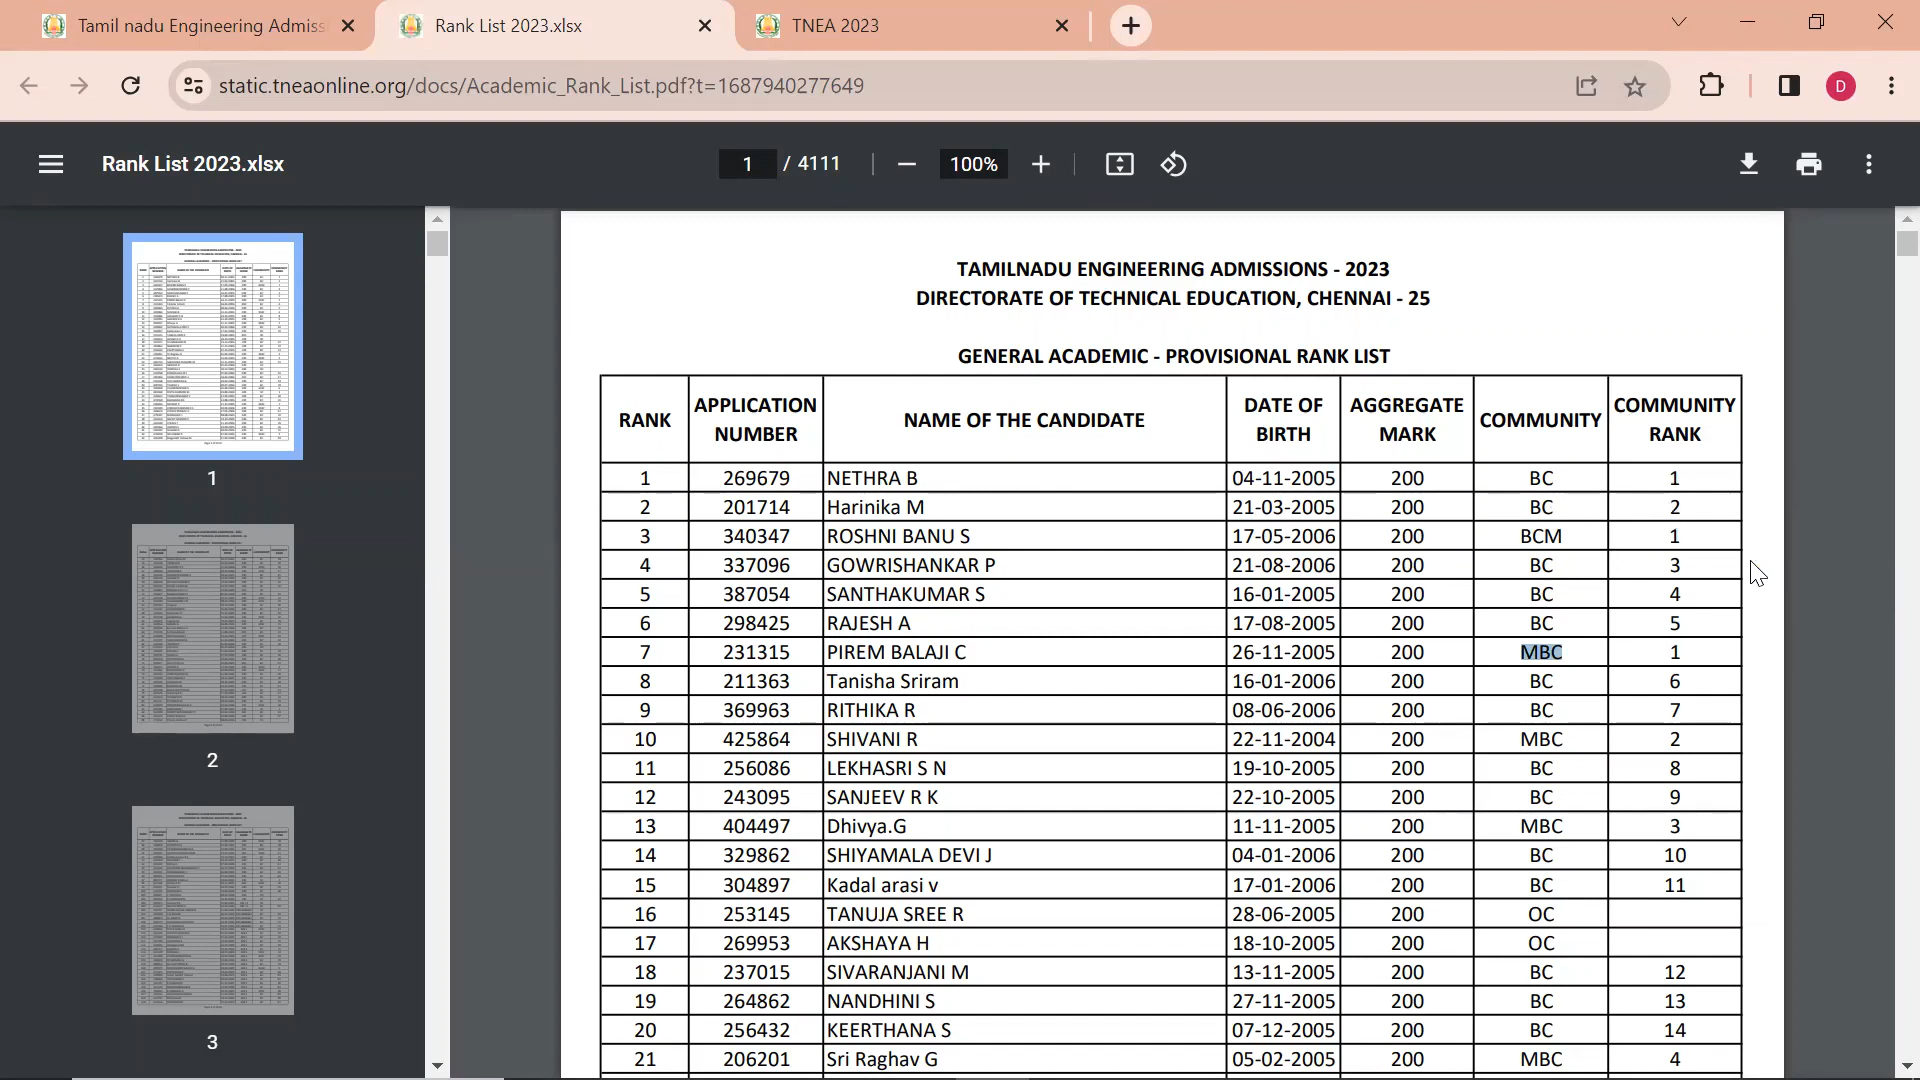 Tamil nadu Engineering Admiss
Rank List 2023.xlsx
TNEA 2023
static.tneaonline.org/docs/Academic_Rank_List.pdf?t=1687940277649
D
Rank List 2023.xlsx
1 / 4111
100%
1
2
3
TAMILNADU ENGINEERING ADMISSIONS - 2023
DIRECTORATE OF TECHNICAL EDUCATION, CHENNAI - 25
GENERAL ACADEMIC - PROVISIONAL RANK LIST
RANK APPLICATION NUMBER NAME OF THE CANDIDATE DATE OF BIRTH AGGREGATE MARK COMMUNITY COMMUNITY RANK
1 269679 NETHRA B 04-11-2005 200 BC 1
2 201714 Harinika M 21-03-2005 200 BC 2
3 340347 ROSHNI BANU S 17-05-2006 200 BCM 1
4 337096 GOWRISHANKAR P 21-08-2006 200 BC 3
5 387054 SANTHAKUMAR S 16-01-2005 200 BC 4
6 298425 RAJESH A 17-08-2005 200 BC 5
7 231315 PIREM BALAJI C 26-11-2005 200 MBC 1
8 211363 Tanisha Sriram 16-01-2006 200 BC 6
9 369963 RITHIKA R 08-06-2006 200 BC 7
10 425864 SHIVANI R 22-11-2004 200 MBC 2
11 256086 LEKHASRI S N 19-10-2005 200 BC 8
12 243095 SANJEEV R K 22-10-2005 200 BC 9
13 404497 Dhivya.G 11-11-2005 200 MBC 3
14 329862 SHIYAMALA DEVI J 04-01-2006 200 BC 10
15 304897 Kadal arasi v 17-01-2006 200 BC 11
16 253145 TANUJA SREE R 28-06-2005 200 OC
17 269953 AKSHAYA H 18-10-2005 200 OC
18 237015 SIVARANJANI M 13-11-2005 200 BC 12
19 264862 NANDHINI S 27-11-2005 200 BC 13
20 256432 KEERTHANA S 07-12-2005 200 BC 14
21 206201 Sri Raghav G 05-02-2005 200 MBC 4